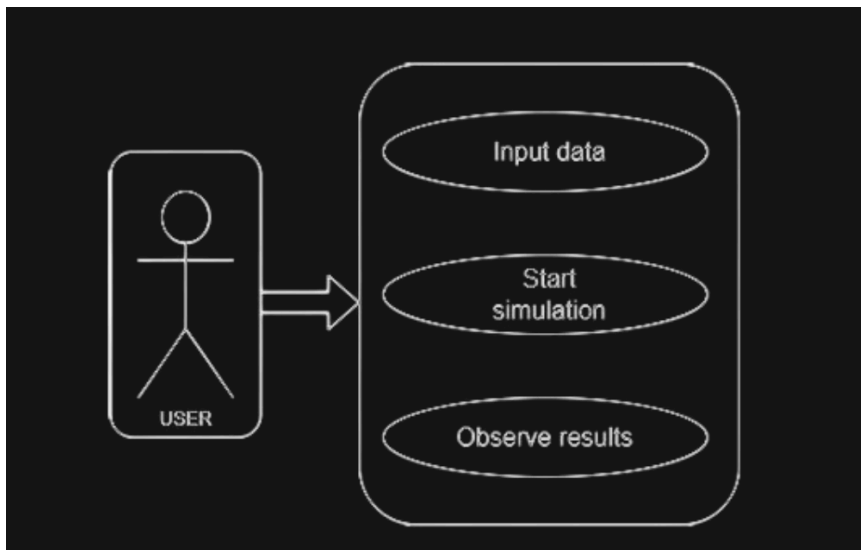 Input data
Start
simulation
USER
Observe results